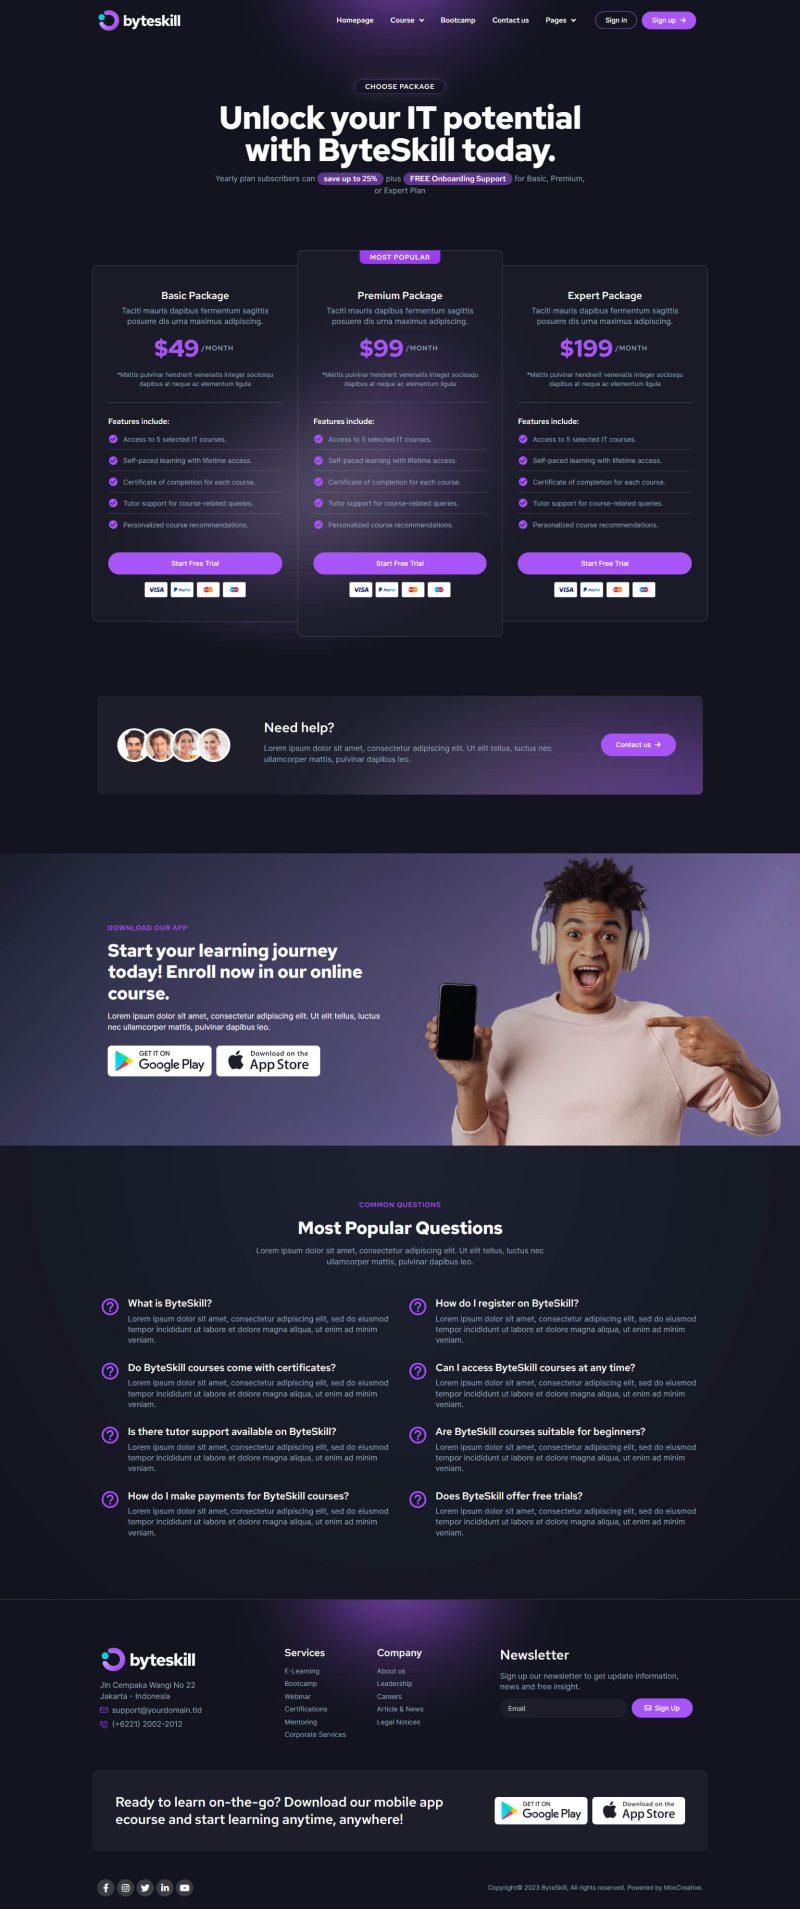 byteskill
Homepage Course Bootcamp Contact us Pages Sign in Sign up
CHOOSE PACKAGE
Unlock your IT potential
with ByteSkill today.
Yearly plan subscribers can save up to 25% plus FREE Onboarding Support for Basic, Premium,
or Expert Plan
Basic Package
Taciti mauris dapibus fermentum sagittis
posuere dis urna maximus adipiscing.
$49 /MONTH
*Mattis pulvinar hendrerit venenatis integer sociosqu
dapibus at neque ac elementum ligula
Features include:
Access to 5 selected IT courses.
Self-paced learning with lifetime access.
Certificate of completion for each course.
Tutor support for course-related queries.
Personalized course recommendations.
Start Free Trial
VISA PayPal
MOST POPULAR
Premium Package
Taciti mauris dapibus fermentum sagittis
posuere dis urna maximus adipiscing.
$99 /MONTH
*Mattis pulvinar hendrerit venenatis integer sociosqu
dapibus at neque ac elementum ligula
Features include:
Access to 5 selected IT courses.
Self-paced learning with lifetime access.
Certificate of completion for each course.
Tutor support for course-related queries.
Personalized course recommendations.
Start Free Trial
VISA PayPal
Expert Package
Taciti mauris dapibus fermentum sagittis
posuere dis urna maximus adipiscing.
$199 /MONTH
*Mattis pulvinar hendrerit venenatis integer sociosqu
dapibus at neque ac elementum ligula
Features include:
Access to 5 selected IT courses.
Self-paced learning with lifetime access.
Certificate of completion for each course.
Tutor support for course-related queries.
Personalized course recommendations.
Start Free Trial
VISA PayPal
Need help?
Lorem ipsum dolor sit amet, consectetur adipiscing elit. Ut elit tellus, luctus nec
ullamcorper mattis, pulvinar dapibus leo.
Contact us
DOWNLOAD OUR APP
Start your learning journey
today! Enroll now in our online
course.
Lorem ipsum dolor sit amet, consectetur adipiscing elit. Ut elit tellus, luctus
nec ullamcorper mattis, pulvinar dapibus leo.
GET IT ON
Google Play
Download on the
App Store
COMMON QUESTIONS
Most Popular Questions
Lorem ipsum dolor sit amet, consectetur adipiscing elit. Ut elit tellus, luctus nec
ullamcorper mattis, pulvinar dapibus leo.
What is ByteSkill?
Lorem ipsum dolor sit amet, consectetur adipiscing elit, sed do eiusmod
tempor incididunt ut labore et dolore magna aliqua, ut enim ad minim
veniam.
How do I register on ByteSkill?
Lorem ipsum dolor sit amet, consectetur adipiscing elit, sed do eiusmod
tempor incididunt ut labore et dolore magna aliqua, ut enim ad minim
veniam.
Do ByteSkill courses come with certificates?
Lorem ipsum dolor sit amet, consectetur adipiscing elit, sed do eiusmod
tempor incididunt ut labore et dolore magna aliqua, ut enim ad minim
veniam.
Can I access ByteSkill courses at any time?
Lorem ipsum dolor sit amet, consectetur adipiscing elit, sed do eiusmod
tempor incididunt ut labore et dolore magna aliqua, ut enim ad minim
veniam.
Is there tutor support available on ByteSkill?
Lorem ipsum dolor sit amet, consectetur adipiscing elit, sed do eiusmod
tempor incididunt ut labore et dolore magna aliqua, ut enim ad minim
veniam.
Are ByteSkill courses suitable for beginners?
Lorem ipsum dolor sit amet, consectetur adipiscing elit, sed do eiusmod
tempor incididunt ut labore et dolore magna aliqua, ut enim ad minim
veniam.
How do I make payments for ByteSkill courses?
Lorem ipsum dolor sit amet, consectetur adipiscing elit, sed do eiusmod
tempor incididunt ut labore et dolore magna aliqua, ut enim ad minim
veniam.
Does ByteSkill offer free trials?
Lorem ipsum dolor sit amet, consectetur adipiscing elit, sed do eiusmod
tempor incididunt ut labore et dolore magna aliqua, ut enim ad minim
veniam.
byteskill
Jln Cempaka Wangi No 22
Jakarta - Indonesia
support@yourdomain.tld
(+6221) 2002-2012
Services
E-Learning
Bootcamp
Webinar
Certifications
Mentoring
Corporate Services
Company
About us
Leadership
Careers
Article & News
Legal Notices
Newsletter
Sign up our newsletter to get update information,
news and free insight.
Email
Sign Up
Ready to learn on-the-go? Download our mobile app
ecourse and start learning anytime, anywhere!
GET IT ON
Google Play
Download on the
App Store
Copyright© 2023 ByteSkill, All rights reserved. Powered by MoxCreative.